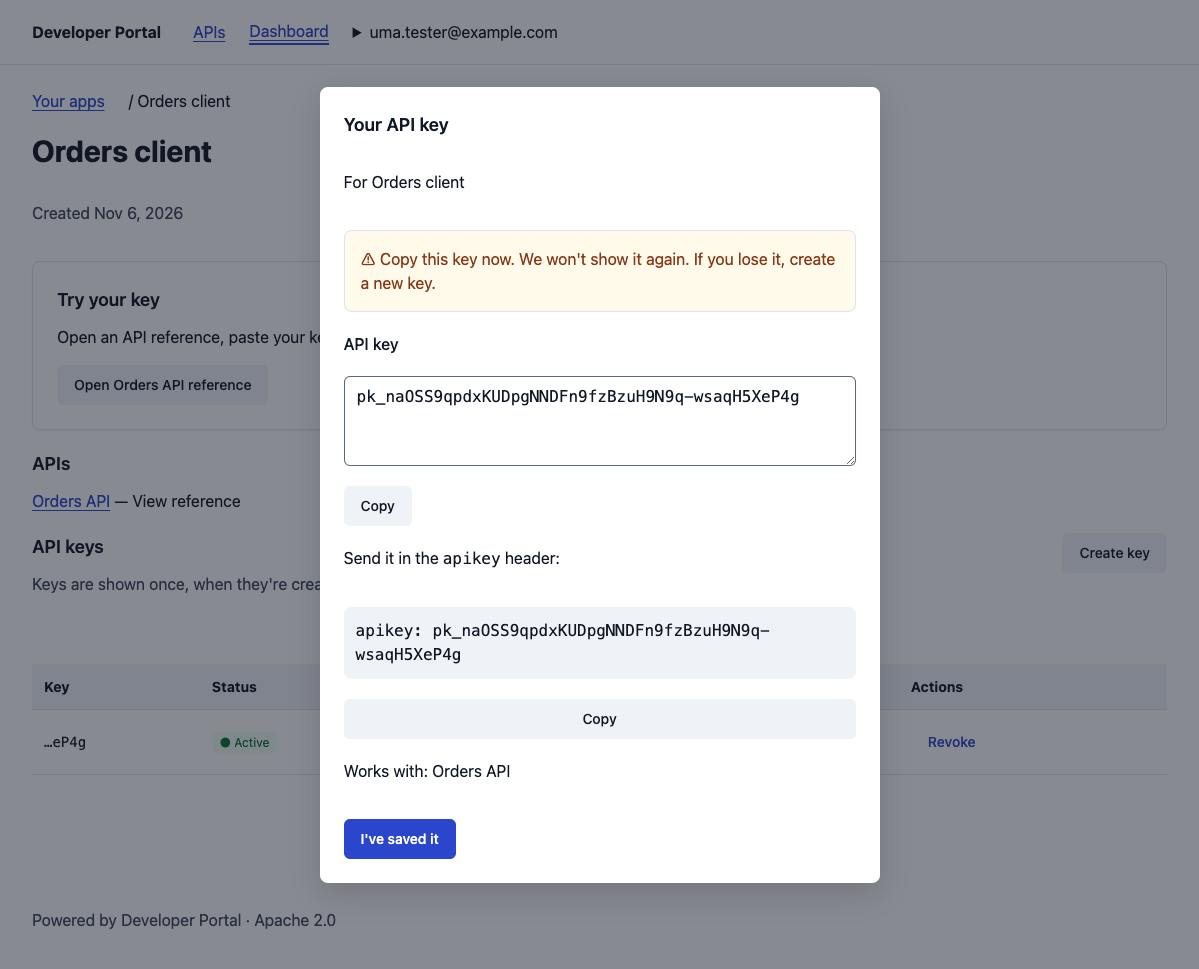 Developer Portal APIs Dashboard ▶ uma.tester@example.com
Your apps / Orders client
Orders client
Created Nov 6, 2026
Try your key
Open an API reference, paste your
Open Orders API reference
APIs
Orders API — View reference
API keys
Create key
Keys are shown once, when they're
Key Status Actions
…eP4g Active Revoke
Powered by Developer Portal · Apache 2.0
Your API key
For Orders client
⚠ Copy this key now. We won't show it again. If you lose it, create
a new key.
API key
pk_naOSS9qpdxKUDpgNNDFn9fzBzuH9N9q-wsaqH5XeP4g
Copy
Send it in the apikey header:
apikey: pk_naOSS9qpdxKUDpgNNDFn9fzBzuH9N9q-
wsaqH5XeP4g
Copy
Works with: Orders API
I've saved it